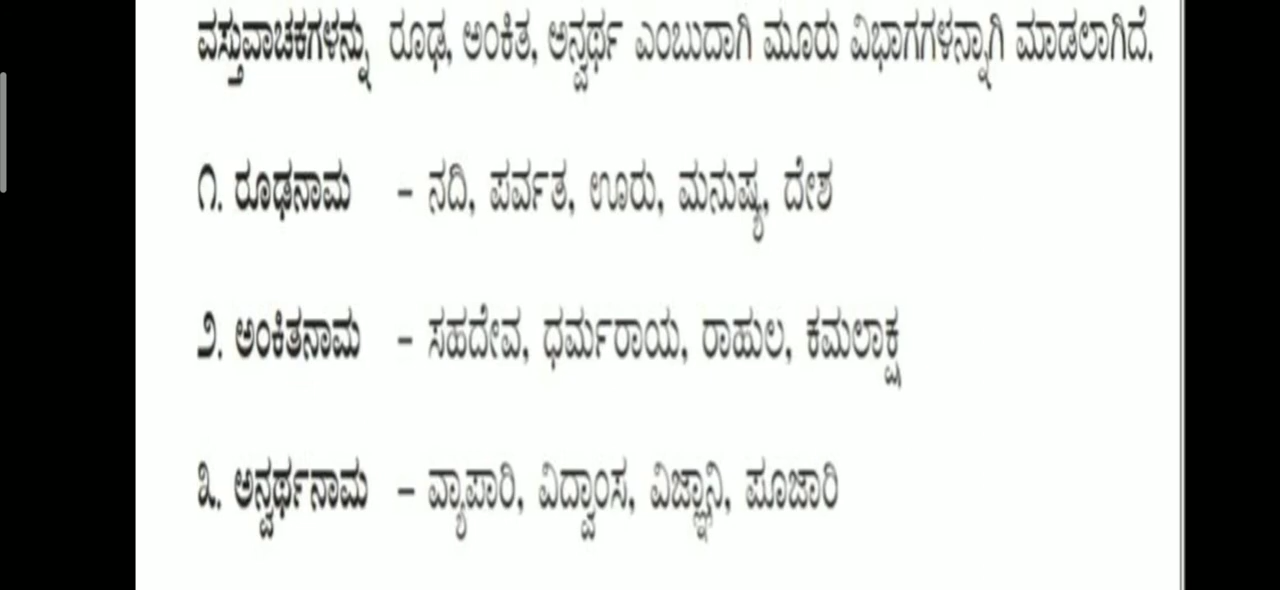 ವಸ್ತುವಾಚಕಗಳನ್ನು ರೂಢ, ಅಂಕಿತ, ಅನ್ವರ್ಥ ಎಂಬುದಾಗಿ ಮೂರು ವಿಭಾಗಗಳನ್ನಾಗಿ ಮಾಡಲಾಗಿದೆ.
೧. ರೂಢನಾಮ – ನದಿ, ಪರ್ವತ, ಊರು, ಮನುಷ್ಯ, ದೇಶ
೨. ಅಂಕಿತನಾಮ – ಸಹದೇವ, ಧರ್ಮರಾಯ, ರಾಹುಲ, ಕಮಲಾಕ್ಷ
೩. ಅನ್ವರ್ಥನಾಮ – ವ್ಯಾಪಾರಿ, ವಿದ್ವಾಂಸ, ವಿಜ್ಞಾನಿ, ಪೂಜಾರಿ